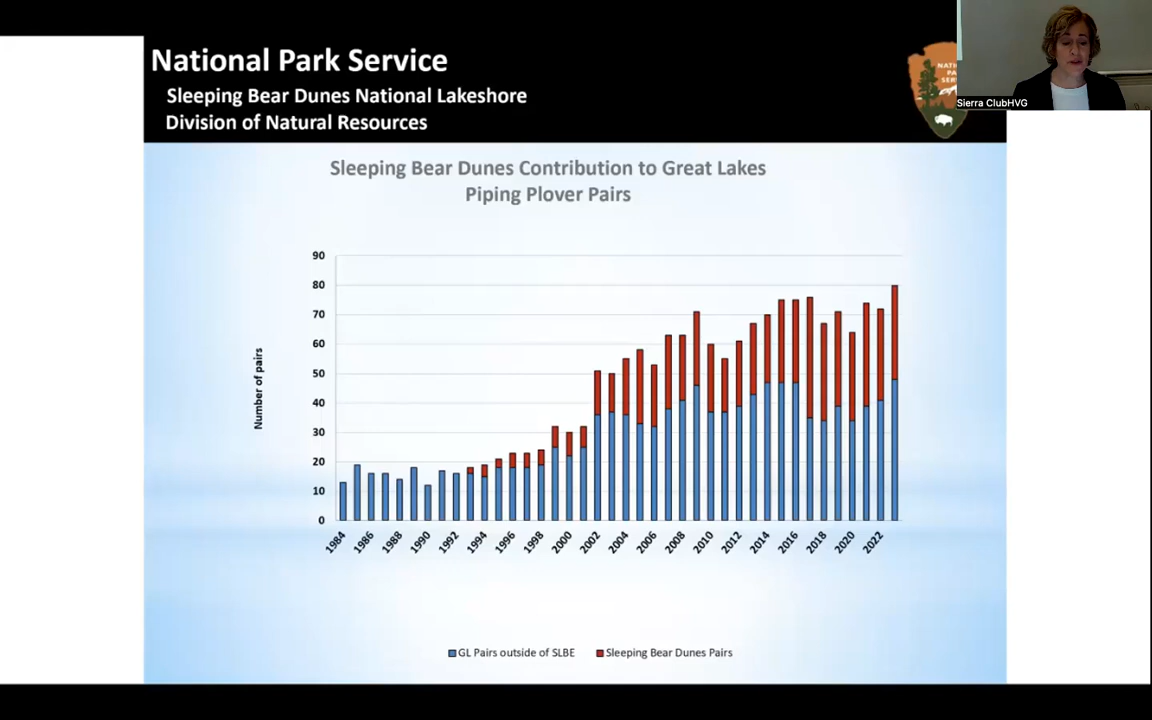 National Park Service
Sleeping Bear Dunes National Lakeshore
Division of Natural Resources
NATI
PA
SERV
Sierra ClubHVG
Sleeping Bear Dunes Contribution to Great Lakes
Piping Plover Pairs
Number of pairs
90
80
70
60
50
40
30
20
10
0
1984
1986
1988
1990
1992
1994
1996
1998
2000
2002
2004
2006
2008
2010
2012
2014
2016
2018
2020
2022
GL Pairs outside of SLBE
Sleeping Bear Dunes Pairs